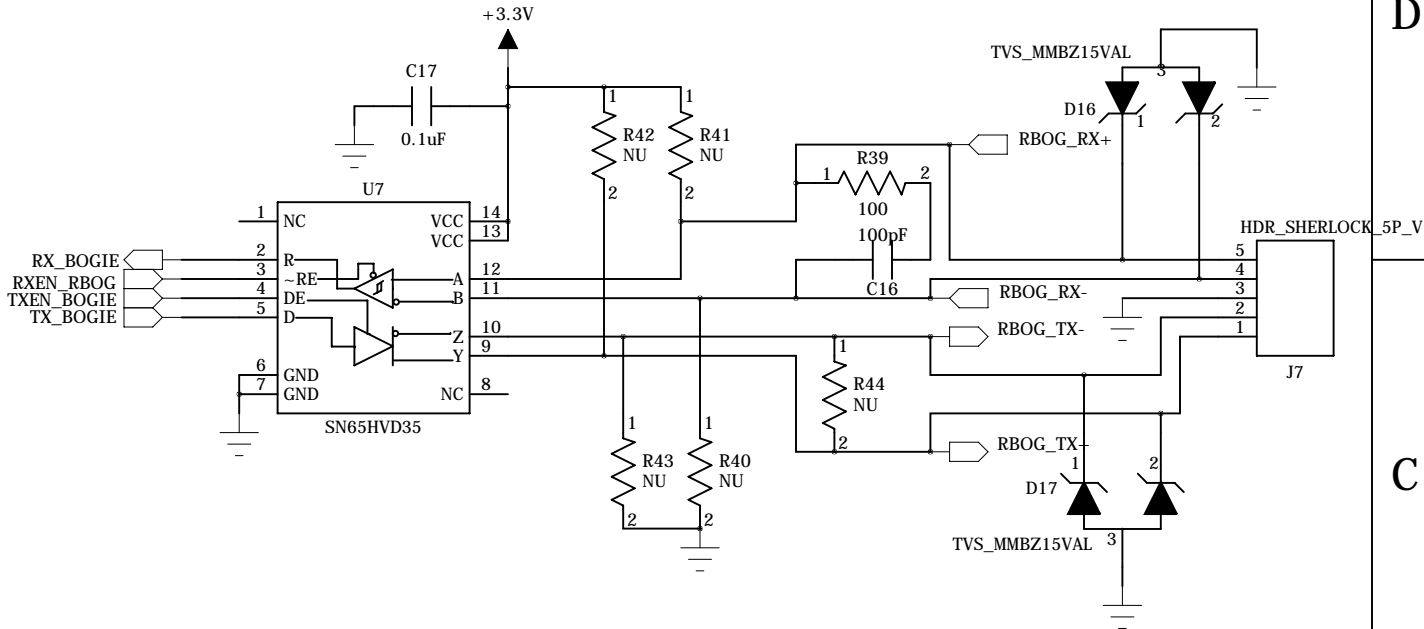 +3.3V
D
TVS_MMBZ15VAL
C17
3
1
1
D16
1
2
0.1uF
R42
NU
R41
NU
RBOG_RX+
R39
1
2
2
2
100
U7
100pF
HDR_SHERLOCK_5P_V
1
NC
VCC
14
VCC
13
RX_BOGIE
2
R
5
RXEN_RBOG
3
~RE
A
12
4
TXEN_BOGIE
4
DE
B
11
C16
RBOG_RX-
3
TX_BOGIE
5
D
2
Z
10
RBOG_TX-
1
Y
9
1
6
GND
J7
7
GND
NC
8
R44
NU
SN65HVD35
1
1
2
RBOG_TX+
1
2
R43
NU
R40
NU
C
D17
2
2
TVS_MMBZ15VAL
3